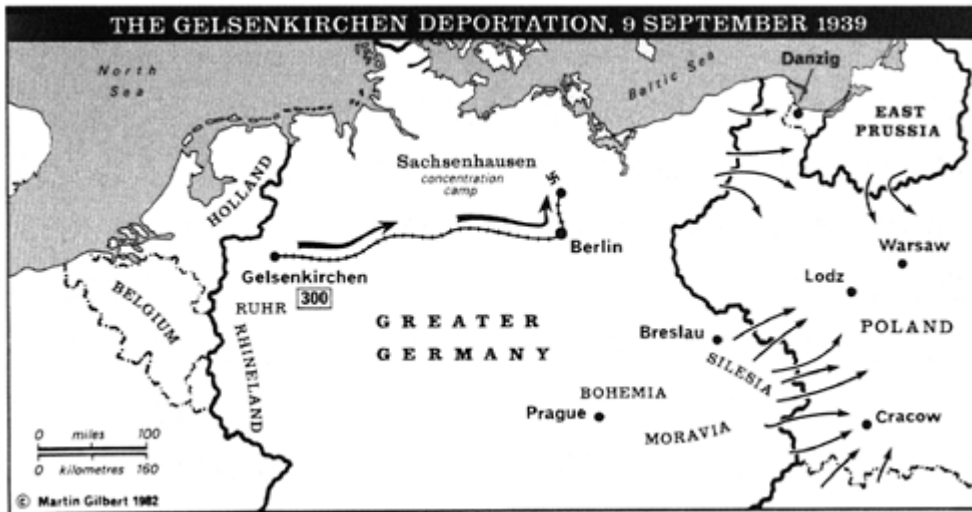 THE GELSENKIRCHEN DEPORTATION, 9 SEPTEMBER 1939
North
Sea
Baltic Sea
Danzig
EAST
PRUSSIA
HOLLAND
Sachsenhausen
concentration
camp
Berlin
Warsaw
Gelsenkirchen
300
Lodz
BELGIUM
RUHR
RHINELAND
GREATER
GERMANY
Breslau
POLAND
SILESIA
BOHEMIA
Prague
MORAVIA
Cracow
0 miles 100
0 kilometres 160
© Martin Gilbert 1982